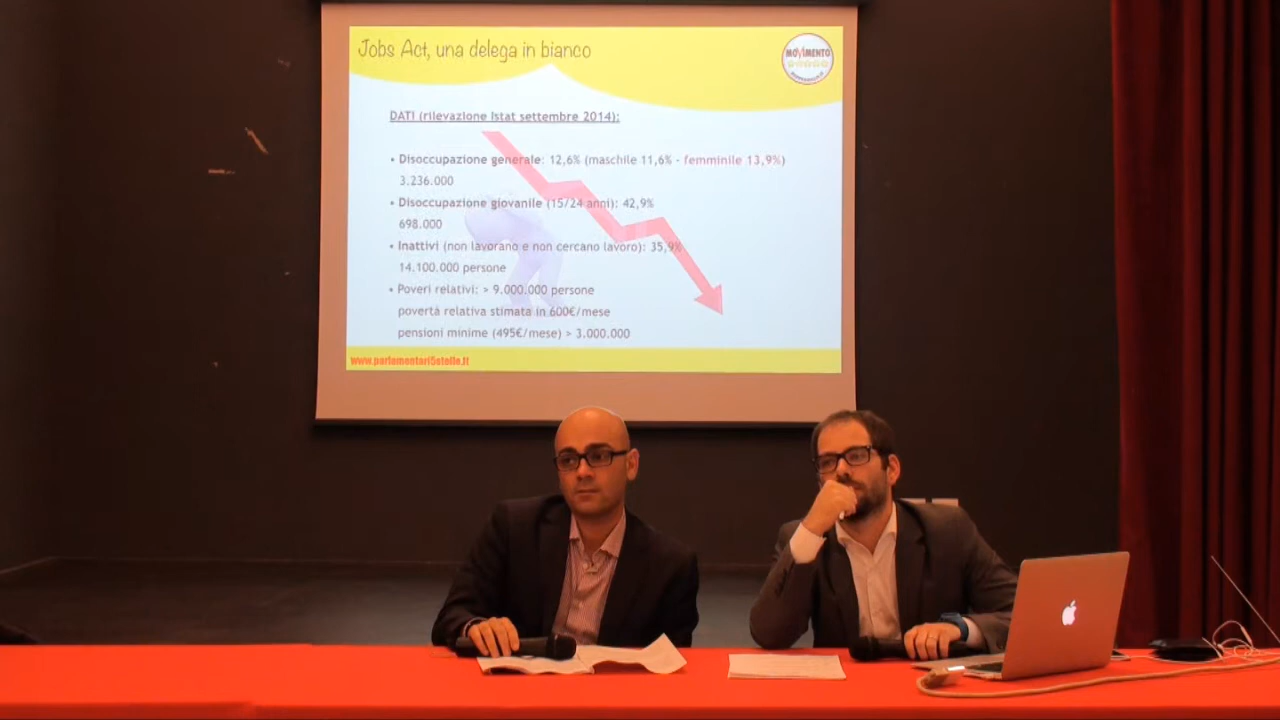 Jobs Act, una delega in bianco
MOVIMENTO
DATI (rilevazione Istat settembre 2014):
• Disoccupazione generale: 12,6% (maschile 11,6% - femminile 13,9%)
3.236.000
• Disoccupazione giovanile (15/24 anni): 42,9%
698.000
• Inattivi (non lavorano e non cercano lavoro): 35,9%
14.100.000 persone
• Poveri relativi: > 9.000.000 persone
povertà relativa stimata in 600€/mese
pensioni minime (495€/mese) > 3.000.000
www.parlamentari5stelle.it